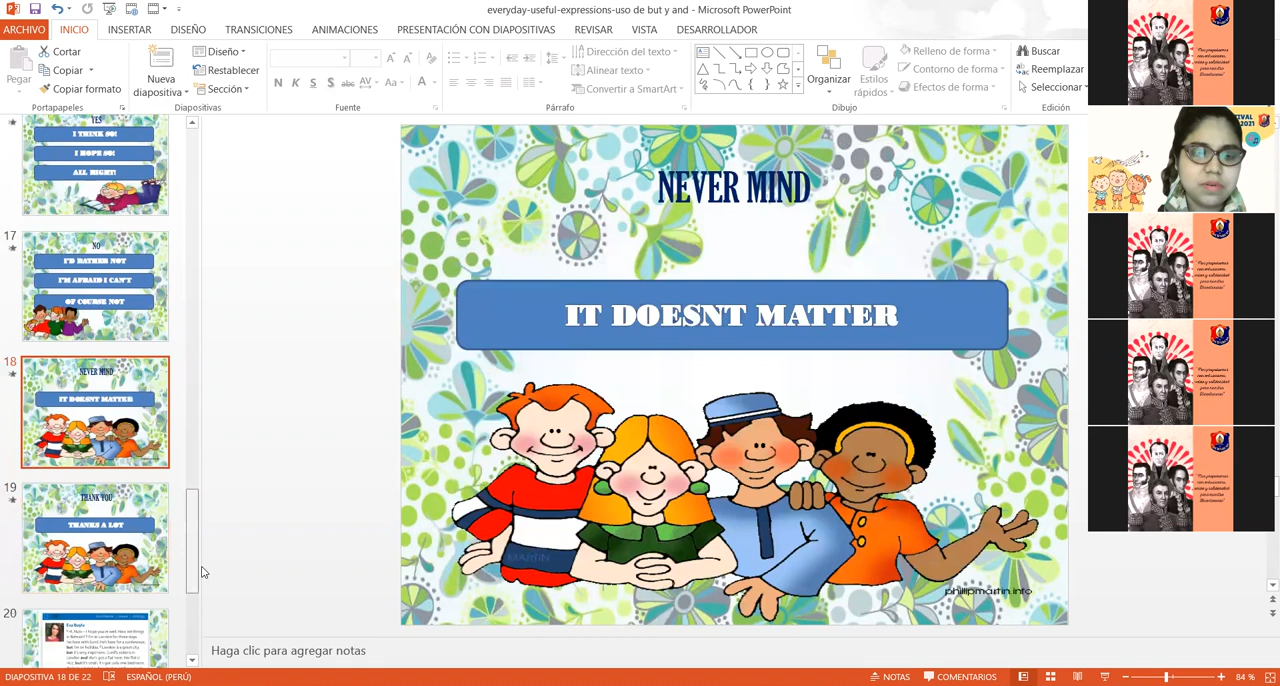 everyday-useful-expressions-uso de but y and - Microsoft PowerPoint
ARCHIVO INICIO INSERTAR DISEÑO TRANSICIONES ANIMACIONES PRESENTACIÓN CON DIAPOSITIVAS REVISAR VISTA DESARROLLADOR
Pegar
Cortar
Copiar
Copiar formato
Portapapeles
Nueva
diapositiva
Diseño
Restablecer
Sección
Diapositivas
N K S S abc AV Aa A
Fuente
Dirección del texto
Alinear texto
Convertir a SmartArt
Párrafo
Organizar
Estilos
rápidos
Relleno de forma
Contorno de forma
Efectos de forma
Dibujo
Buscar
Reemplazar
Seleccionar
Edición
YES
I THINK SO!
I HOPE SO!
ALL RIGHT!
17
NO
I'D RATHER NOT
I'M AFRAID I CAN'T
OF COURSE NOT
18
NEVER MIND
IT DOESNT MATTER
19
THANK YOU
THANKS A LOT
20
NEVER MIND
IT DOESNT MATTER
MARTIN
phillipmartin.info
Haga clic para agregar notas
DIAPOSITIVA 18 DE 22 ESPAÑOL (PERÚ) NOTAS COMENTARIOS 84 %